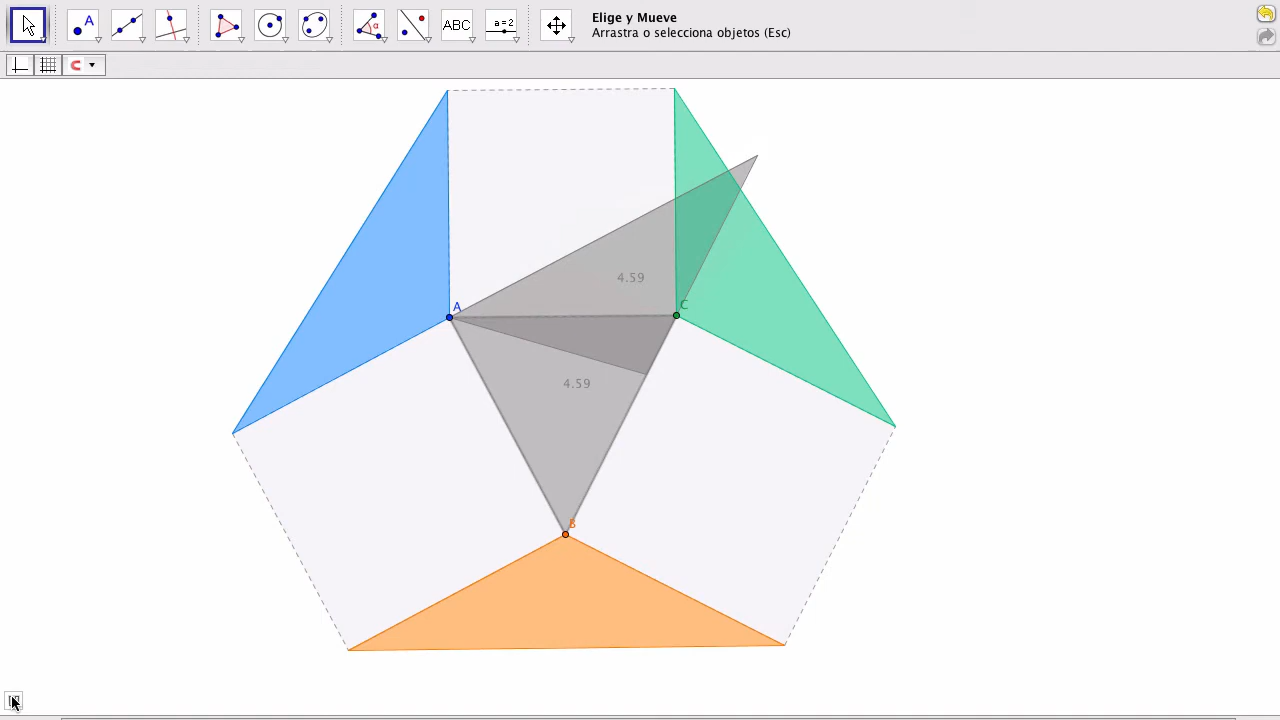 A
α
ABC
a=2
Elige y Mueve
Arrastra o selecciona objetos (Esc)
4.59
A
C
4.59
B